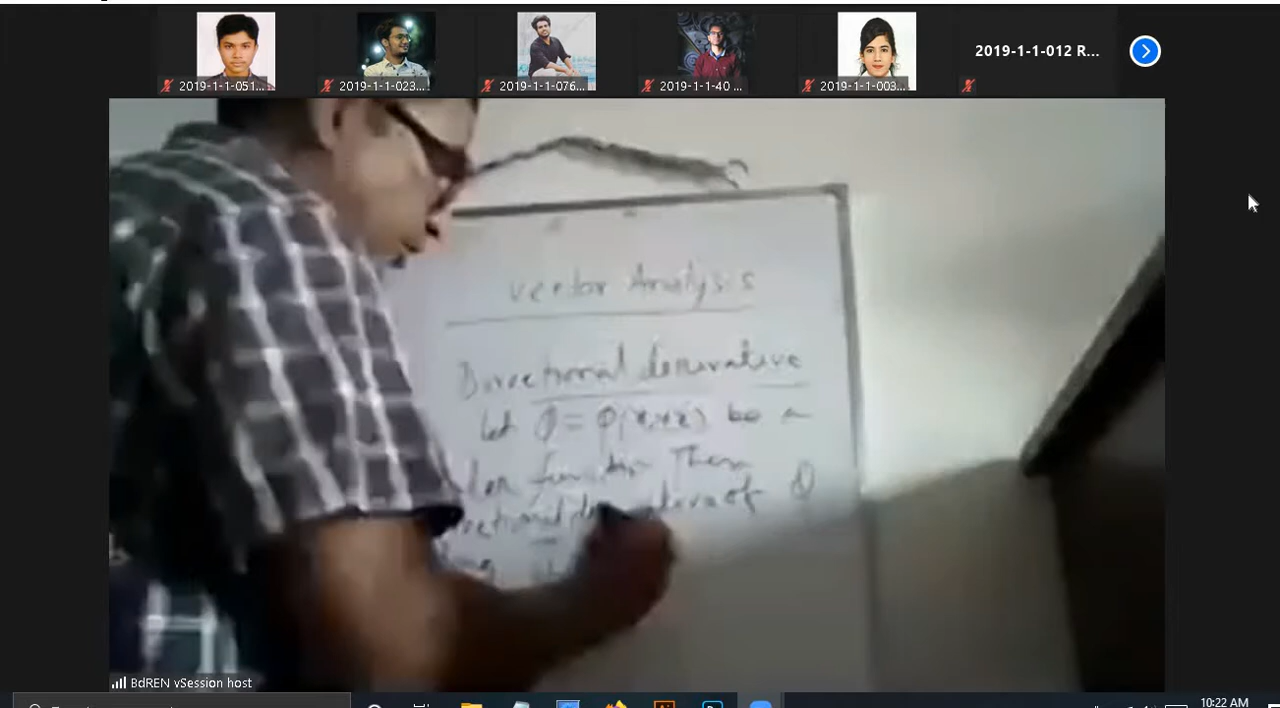 2019-1-1-051...
2019-1-1-023...
2019-1-1-076...
2019-1-1-40 ...
2019-1-1-003...
2019-1-1-012 R...
Vector Analysis
Directional derivative
Let φ = φ(x,y,z) be a
function Then
of φ
BdREN vSession host
10:22 AM